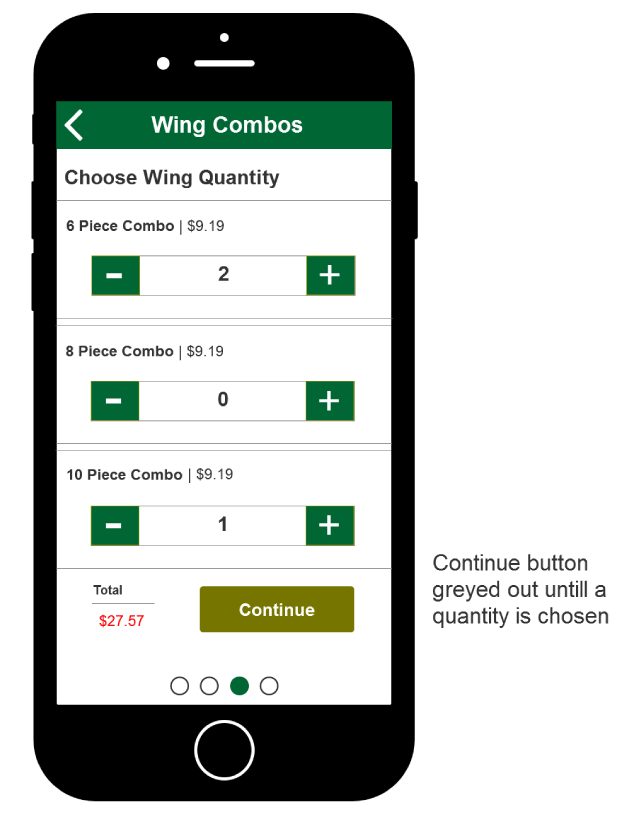 Wing Combos
Choose Wing Quantity
6 Piece Combo | $9.19
- 2 +
8 Piece Combo | $9.19
- 0 +
10 Piece Combo | $9.19
- 1 +
Total
$27.57
Continue
Continue button
greyed out untill a
quantity is chosen